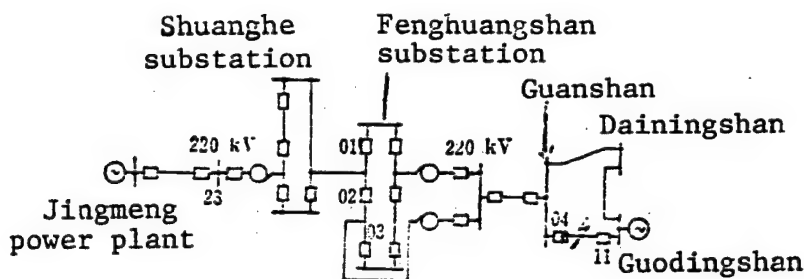 Shuanghe
substation
Fenghuangshan
substation
Guanshan
Dainingshan
220 kV
01
220 kV
23
02
03
04
11
Jingmeng
power plant
Guodingshan